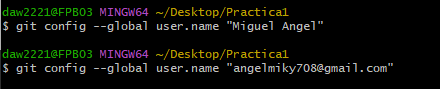 daw2221@FPB03 MINGW64 ~/Desktop/Practica1
$ git config --global user.name "Miguel Angel"
daw2221@FPB03 MINGW64 ~/Desktop/Practica1
$ git config --global user.name "angelmiky708@gmail.com"